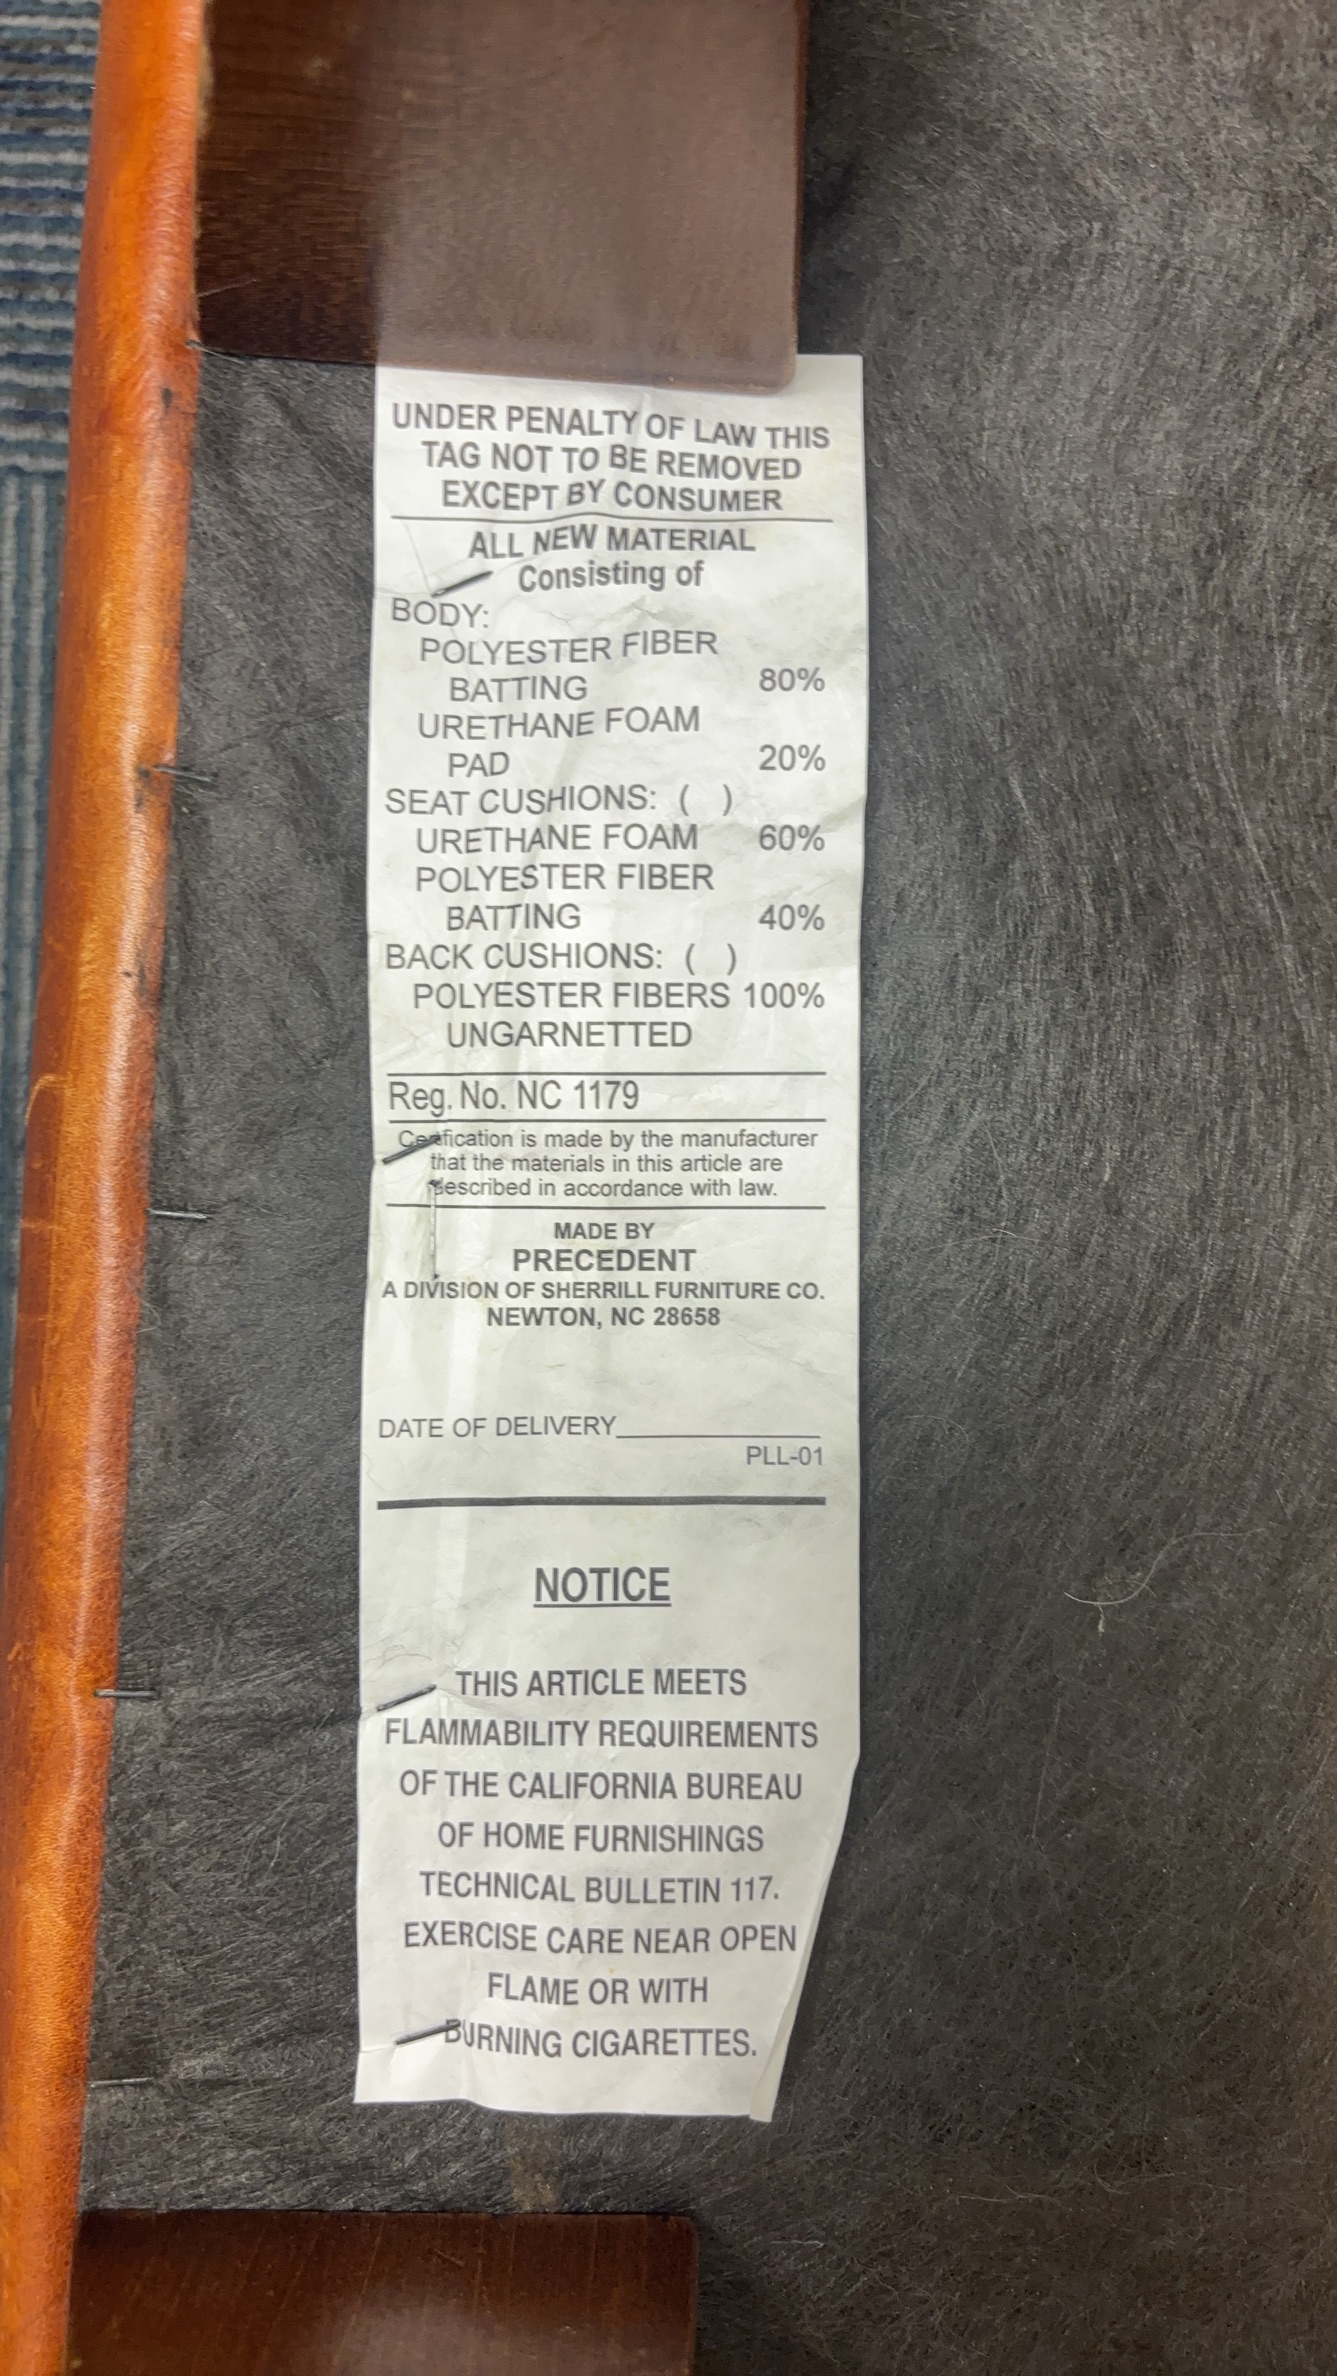 UNDER PENALTY OF LAW THIS
TAG NOT TO BE REMOVED
EXCEPT BY CONSUMER
ALL NEW MATERIAL
Consisting of
BODY:
POLYESTER FIBER
BATTING 80%
URETHANE FOAM
PAD 20%
SEAT CUSHIONS: ( )
URETHANE FOAM 60%
POLYESTER FIBER
BATTING 40%
BACK CUSHIONS: ( )
POLYESTER FIBERS 100%
UNGARNETTED
Reg. No. NC 1179
Certification is made by the manufacturer
that the materials in this article are
described in accordance with law.
MADE BY
PRECEDENT
A DIVISION OF SHERRILL FURNITURE CO.
NEWTON, NC 28658
DATE OF DELIVERY
PLL-01
NOTICE
THIS ARTICLE MEETS
FLAMMABILITY REQUIREMENTS
OF THE CALIFORNIA BUREAU
OF HOME FURNISHINGS
TECHNICAL BULLETIN 117.
EXERCISE CARE NEAR OPEN
FLAME OR WITH
BURNING CIGARETTES.